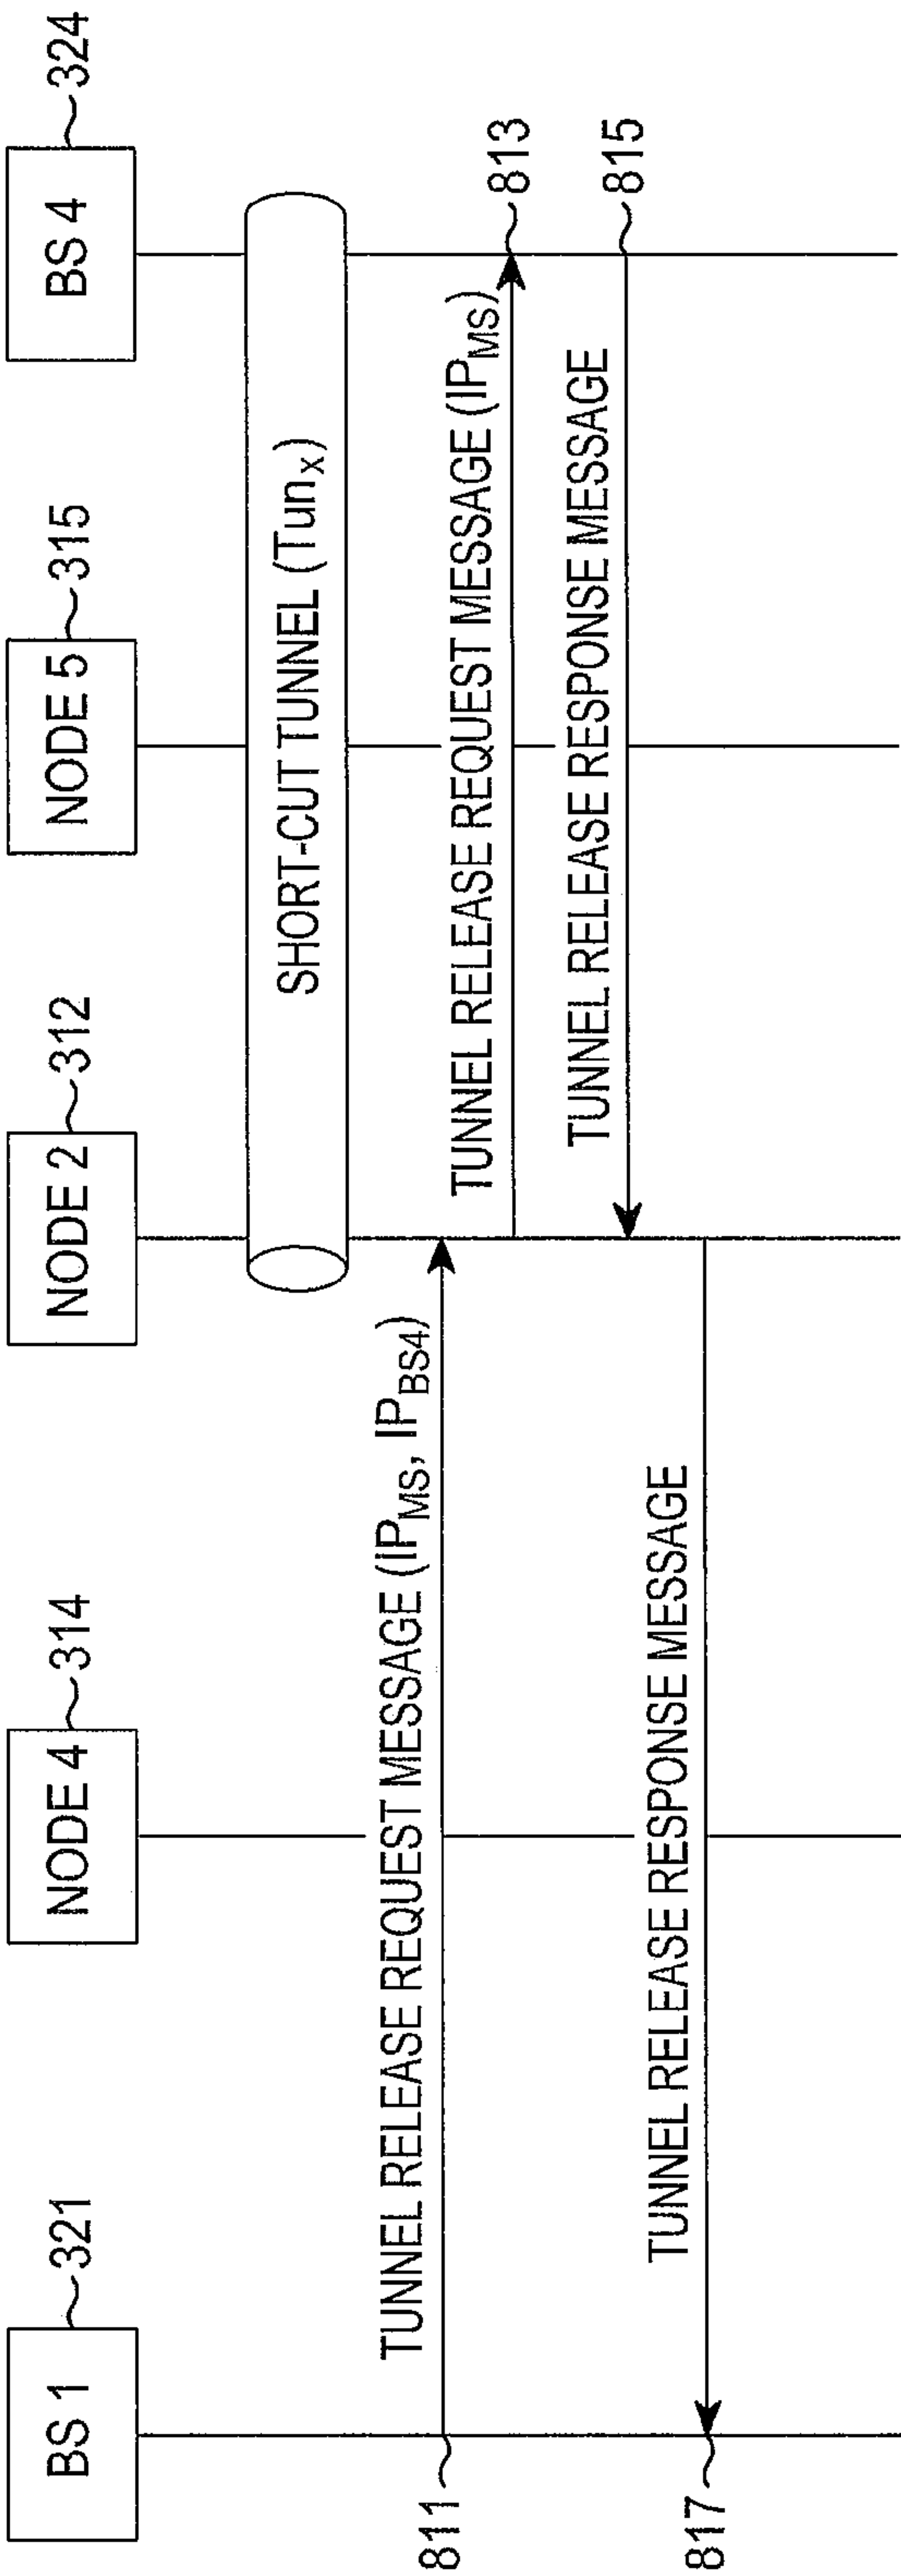 BS 1
321
NODE 4
314
NODE 2
312
NODE 5
315
BS 4
324
SHORT-CUT TUNNEL (Tunx)
811
TUNNEL RELEASE REQUEST MESSAGE (IPMS, IPBS4)
TUNNEL RELEASE REQUEST MESSAGE (IPMS)
813
TUNNEL RELEASE RESPONSE MESSAGE
815
817
TUNNEL RELEASE RESPONSE MESSAGE